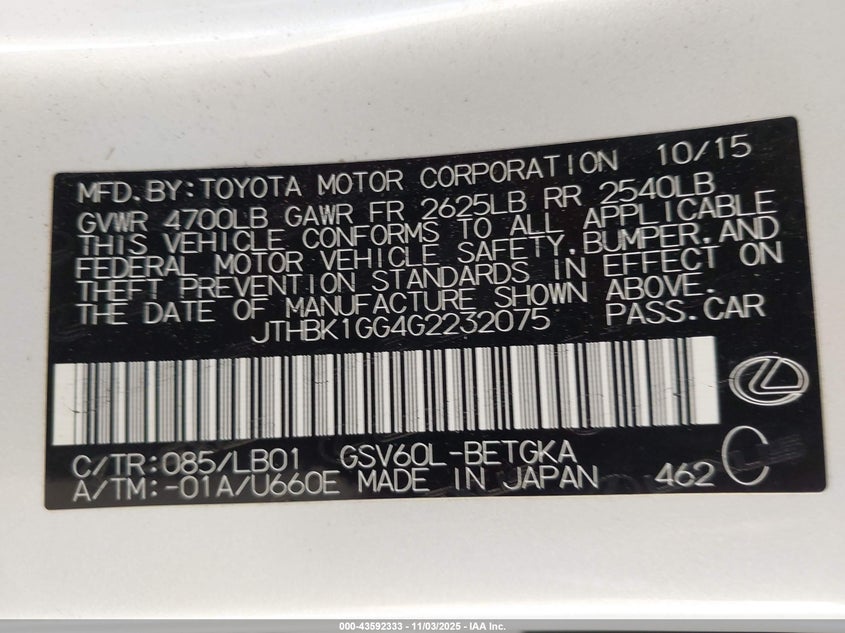 MFD. BY: TOYOTA MOTOR CORPORATION 10/15
GVWR 4700LB GAWR FR 2625LB RR 2540LB
THIS VEHICLE CONFORMS TO ALL APPLICABLE
FEDERAL MOTOR VEHICLE SAFETY, BUMPER, AND
THEFT PREVENTION STANDARDS IN EFFECT ON
THE DATE OF MANUFACTURE SHOWN ABOVE.
JTHBK1GG4G2232075 PASS. CAR
C/TR: 085/LB01 GSV60L-BETGKA
A/TM: -01A/U660E MADE IN JAPAN 462 C
000-43592333 - 11/03/2025 - IAA Inc.